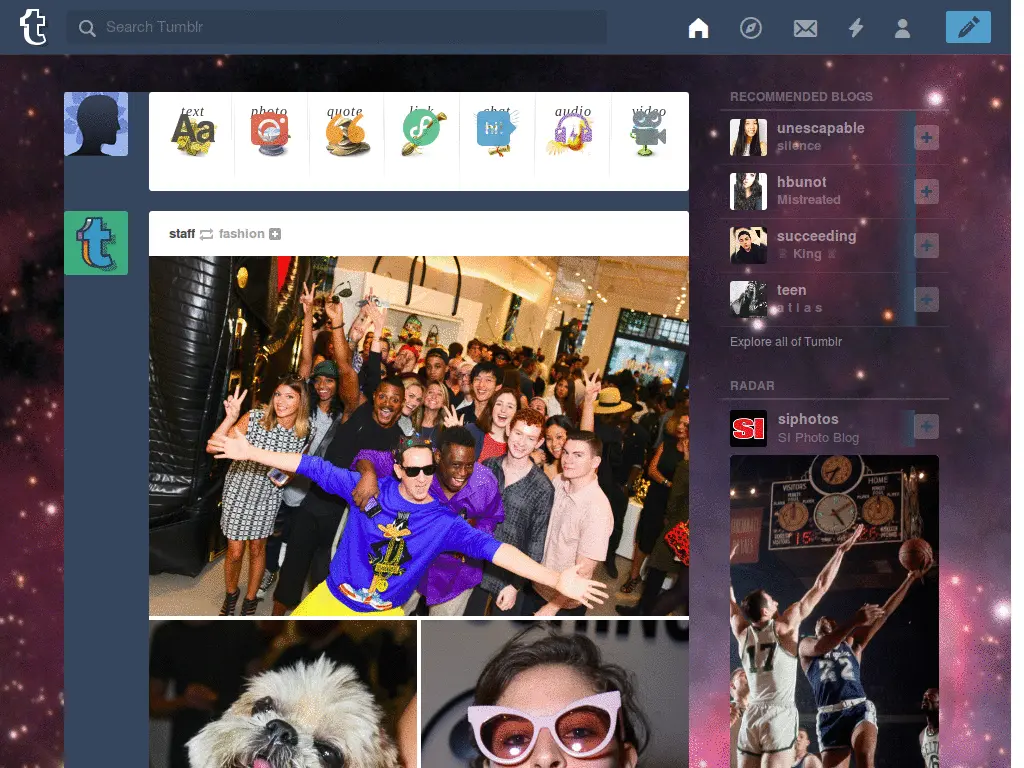 t
Search Tumblr
text photo quote link chat audio video
Aa hi!
RECOMMENDED BLOGS
unescapable
silence
hbunot
Mistreated
succeeding
♕ King ♕
teen
a t l a s
Explore all of Tumblr
t
staff fashion
RADAR
siphotos
SI Photo Blog
SI
VISITORS HOME
17
22